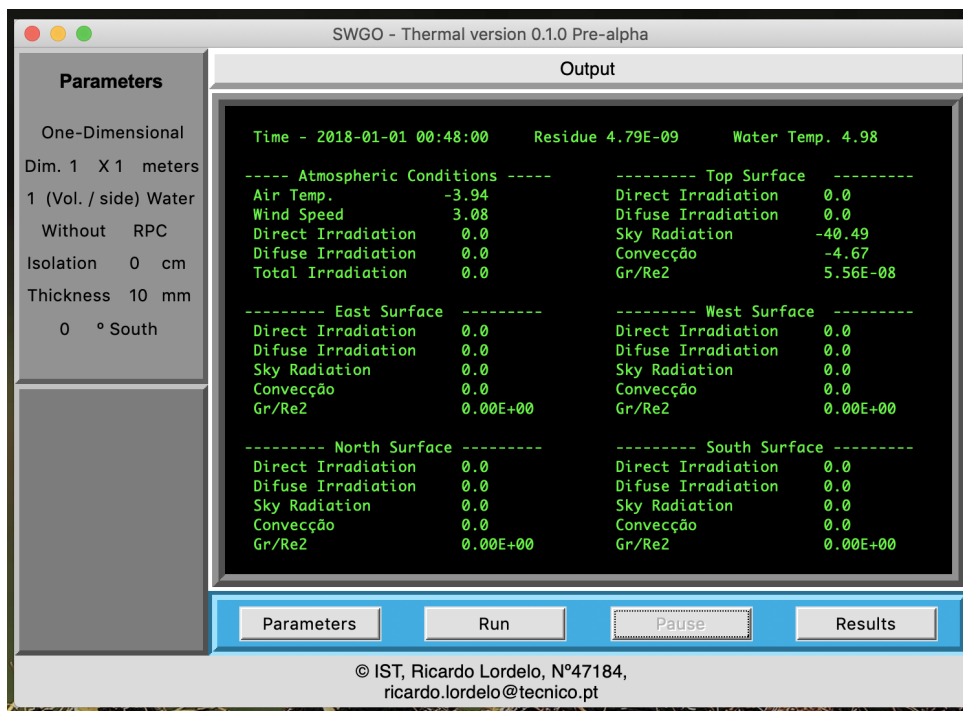 SWGO - Thermal version 0.1.0 Pre-alpha
Parameters
One-Dimensional
Dim. 1 X 1 meters
1 (Vol. / side) Water
Without RPC
Isolation 0 cm
Thickness 10 mm
0 º South
Output
Time - 2018-01-01 00:48:00 Residue 4.79E-09 Water Temp. 4.98
----- Atmospheric Conditions -----
Air Temp. -3.94
Wind Speed 3.08
Direct Irradiation 0.0
Difuse Irradiation 0.0
Total Irradiation 0.0
--------- Top Surface ---------
Direct Irradiation 0.0
Difuse Irradiation 0.0
Sky Radiation -40.49
Convecção -4.67
Gr/Re2 5.56E-08
--------- East Surface ---------
Direct Irradiation 0.0
Difuse Irradiation 0.0
Sky Radiation 0.0
Convecção 0.0
Gr/Re2 0.00E+00
--------- West Surface ---------
Direct Irradiation 0.0
Difuse Irradiation 0.0
Sky Radiation 0.0
Convecção 0.0
Gr/Re2 0.00E+00
--------- North Surface ---------
Direct Irradiation 0.0
Difuse Irradiation 0.0
Sky Radiation 0.0
Convecção 0.0
Gr/Re2 0.00E+00
--------- South Surface ---------
Direct Irradiation 0.0
Difuse Irradiation 0.0
Sky Radiation 0.0
Convecção 0.0
Gr/Re2 0.00E+00
Parameters
Run
Pause
Results
© IST, Ricardo Lordelo, Nº47184,
ricardo.lordelo@tecnico.pt